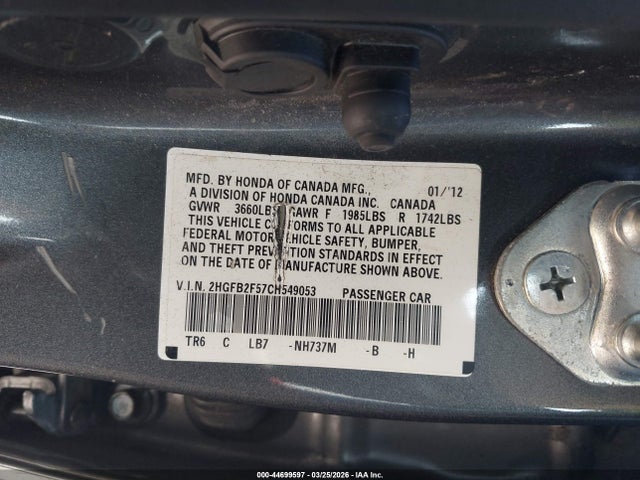 MFD. BY HONDA OF CANADA MFG., 01/'12
A DIVISION OF HONDA CANADA INC. CANADA
GVWR 3660LBS GAWR F 1985LBS R 1742LBS
THIS VEHICLE CONFORMS TO ALL APPLICABLE
FEDERAL MOTOR VEHICLE SAFETY, BUMPER,
AND THEFT PREVENTION STANDARDS IN EFFECT
ON THE DATE OF MANUFACTURE SHOWN ABOVE.
V.I.N. 2HGFB2F57CH549053 PASSENGER CAR
TR6 C LB7 -NH737M -B -H
000-44699597 - 03/25/2026 - IAA Inc.